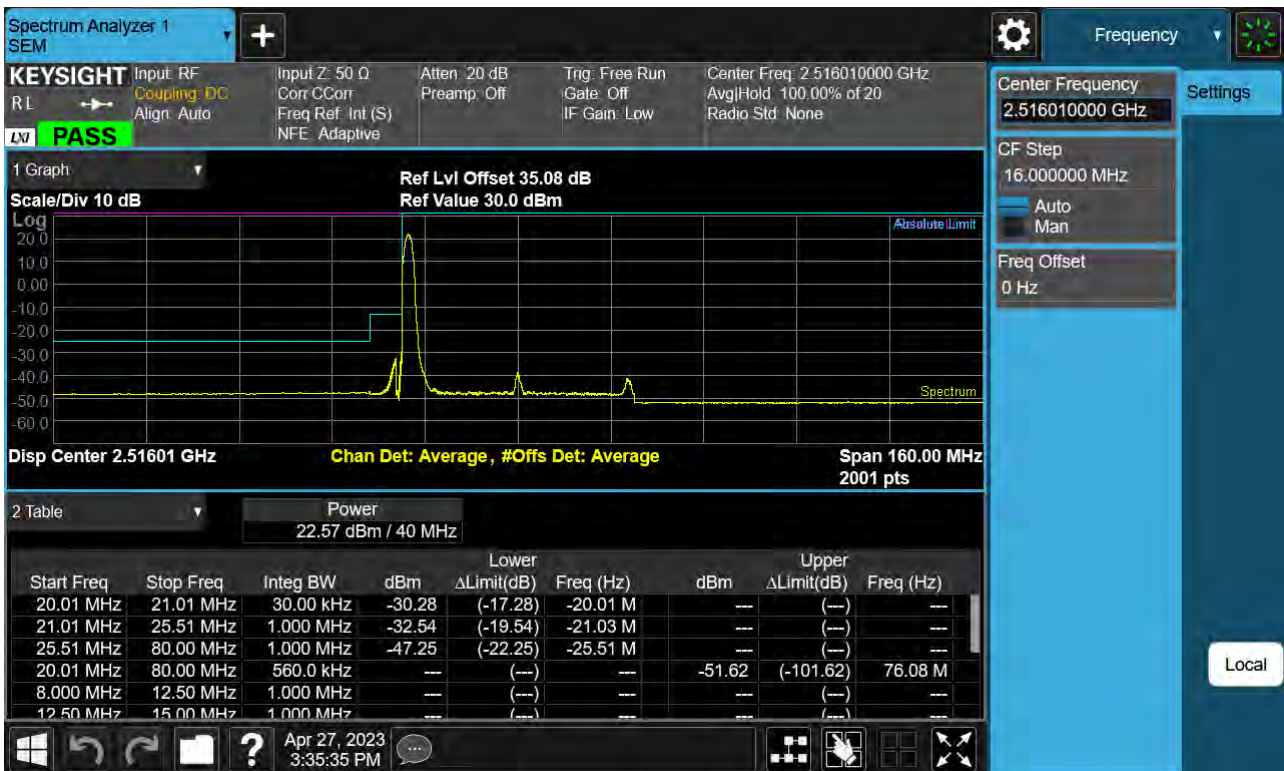 Spectrum Analyzer 1
SEM
+
Frequency
KEYSIGHT
R L
LXI
PASS
Input: RF
Coupling: DC
Align: Auto
Input Z: 50 Ω
Corr CCorr
Freq Ref: Int (S)
NFE: Adaptive
Atten: 20 dB
Preamp: Off
Trig: Free Run
Gate: Off
IF Gain: Low
Center Freq: 2.516010000 GHz
Avg|Hold: 100.00% of 20
Radio Std: None
Center Frequency
2.516010000 GHz
Settings
CF Step
16.000000 MHz
Auto
Man
Freq Offset
0 Hz
Local
1 Graph
Scale/Div 10 dB
Ref Lvl Offset 35.08 dB
Ref Value 30.0 dBm
Log
Absolute Limit
20.0
10.0
0.00
-10.0
-20.0
-30.0
-40.0
-50.0
-60.0
Spectrum
Disp Center 2.51601 GHz
Chan Det: Average, #Offs Det: Average
Span 160.00 MHz
2001 pts
2 Table
Power
22.57 dBm / 40 MHz
Lower Upper
Start Freq Stop Freq Integ BW dBm ΔLimit(dB) Freq (Hz) dBm ΔLimit(dB) Freq (Hz)
20.01 MHz 21.01 MHz 30.00 kHz -30.28 (-17.28) -20.01 M --- (---) ---
21.01 MHz 25.51 MHz 1.000 MHz -32.54 (-19.54) -21.03 M --- (---) ---
25.51 MHz 80.00 MHz 1.000 MHz -47.25 (-22.25) -25.51 M --- (---) ---
20.01 MHz 80.00 MHz 560.0 kHz --- (---) --- -51.62 (-101.62) 76.08 M
8.000 MHz 12.50 MHz 1.000 MHz --- (---) --- --- (---) ---
12.50 MHz 15.00 MHz 1.000 MHz --- (---) --- --- (---) ---
?
Apr 27, 2023
3:35:35 PM